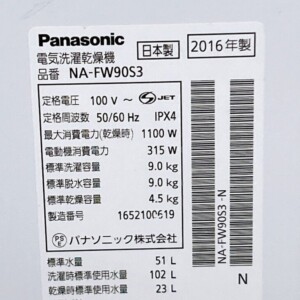 Panasonic
電気洗濯乾燥機
日本製
2016年製
品番 NA-FW90S3
定格電圧 100 V～ JET
定格周波数 50/60 Hz IPX4
最大消費電力(乾燥時) 1100 W
電動機消費電力 315 W
標準洗濯容量 9.0 kg
標準脱水容量 9.0 kg
標準乾燥容量 4.5 kg
製造番号 1652100619
PSE
パナソニック株式会社
標準水量 51 L
洗濯時標準使用水量 102 L
乾燥時標準使用水量 23 L
NA-FW90S3-N
N